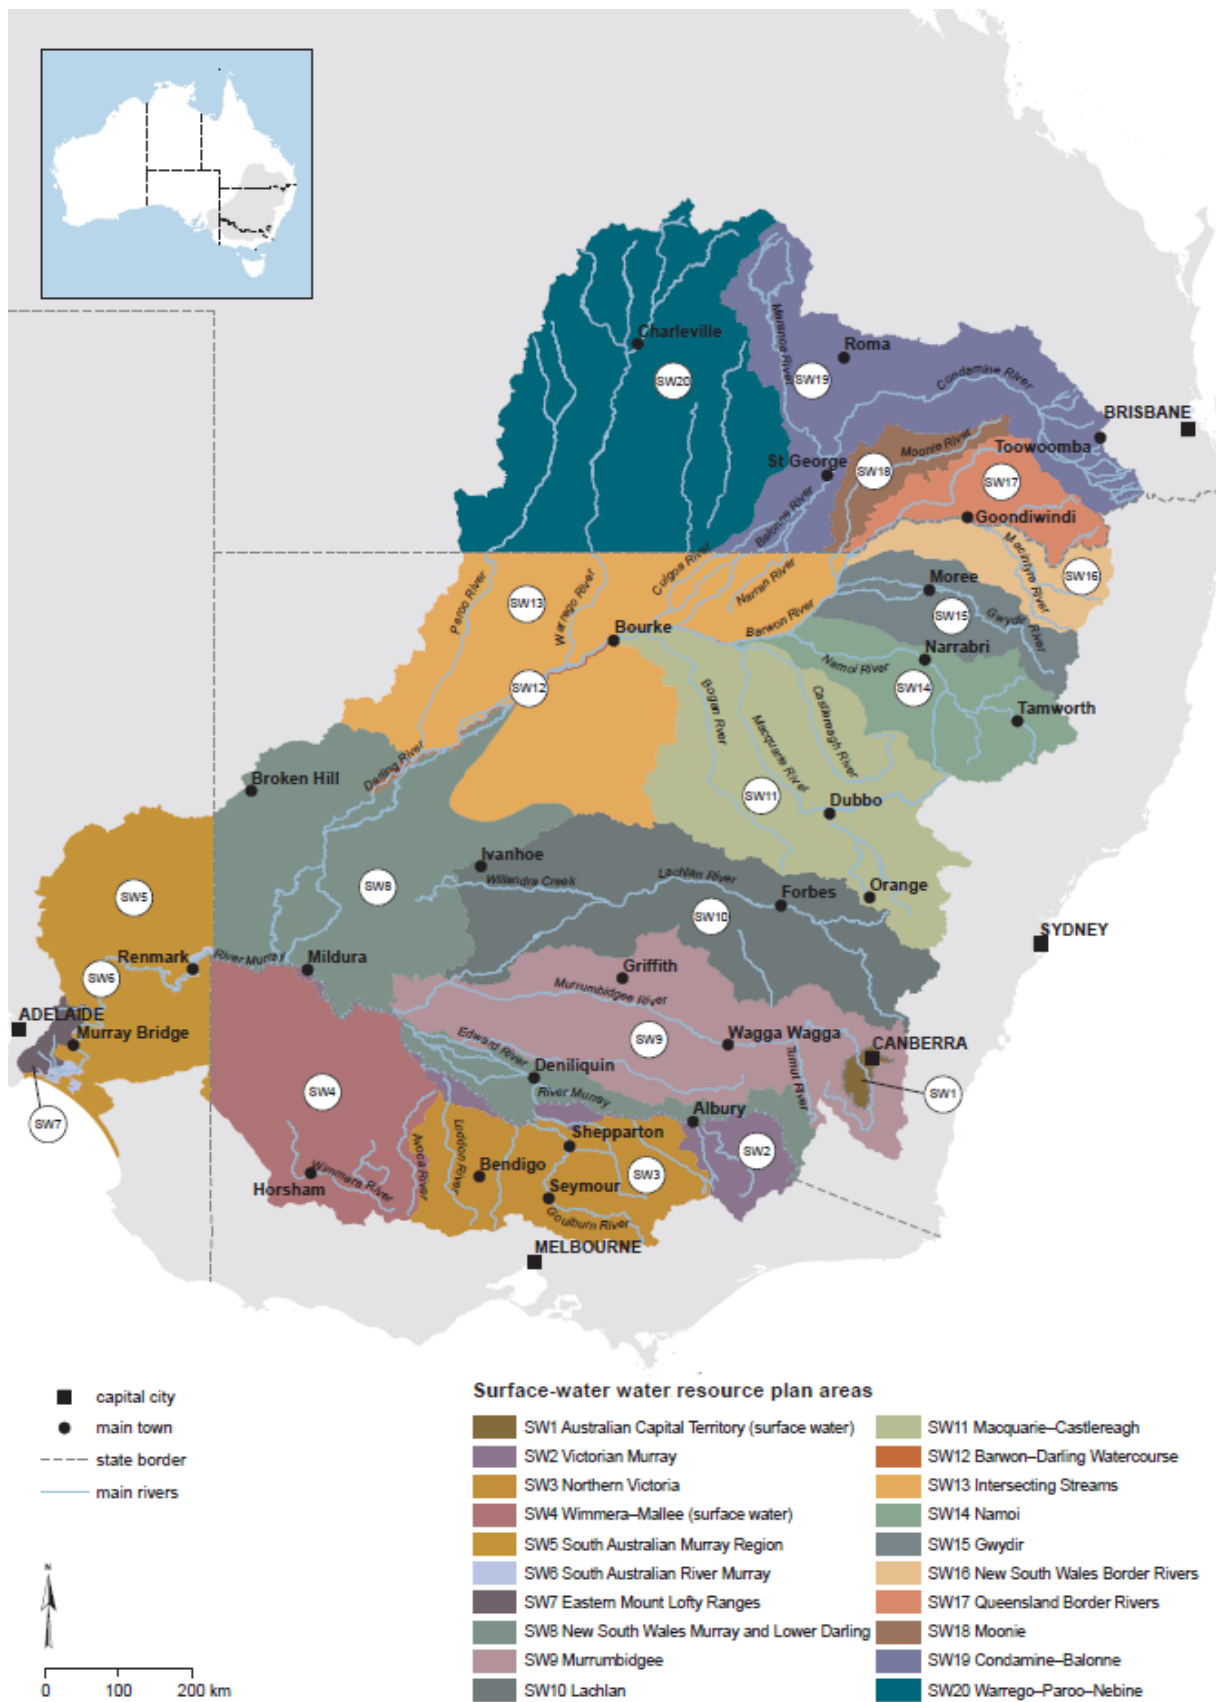 Charleville
Maranoa River
Roma
SW20
SW19
Condamine River
BRISBANE
Moonie River
Toowoomba
St George
SW18
SW17
Balonne River
Goondiwindi
Macintyre River
Culgoa River
SW16
Paroo River
Warrego River
Narran River
Moree
SW13
Barwon River
SW15
Gwydir River
Bourke
Narrabri
Namoi River
SW12
SW14
Bogan River
Castlereagh River
Tamworth
Macquarie River
Darling River
Broken Hill
SW11
Dubbo
Ivanhoe
Willandra Creek
Lachlan River
SW8
SW5
Forbes
Orange
SW10
SYDNEY
Renmark
River Murray
Mildura
SW6
Griffith
Murrumbidgee River
ADELAIDE
Murray Bridge
Edward River
SW9
Wagga Wagga
Tumut River
CANBERRA
Deniliquin
SW4
River Murray
SW1
SW7
Albury
Avoca River
Loddon River
Shepparton
SW2
Wimmera River
Bendigo
SW3
Horsham
Seymour
Goulburn River
MELBOURNE
capital city
main town
state border
main rivers
N
0 100 200 km
Surface-water water resource plan areas
SW1 Australian Capital Territory (surface water)
SW2 Victorian Murray
SW3 Northern Victoria
SW4 Wimmera–Mallee (surface water)
SW5 South Australian Murray Region
SW6 South Australian River Murray
SW7 Eastern Mount Lofty Ranges
SW8 New South Wales Murray and Lower Darling
SW9 Murrumbidgee
SW10 Lachlan
SW11 Macquarie–Castlereagh
SW12 Barwon–Darling Watercourse
SW13 Intersecting Streams
SW14 Namoi
SW15 Gwydir
SW16 New South Wales Border Rivers
SW17 Queensland Border Rivers
SW18 Moonie
SW19 Condamine–Balonne
SW20 Warrego–Paroo–Nebine